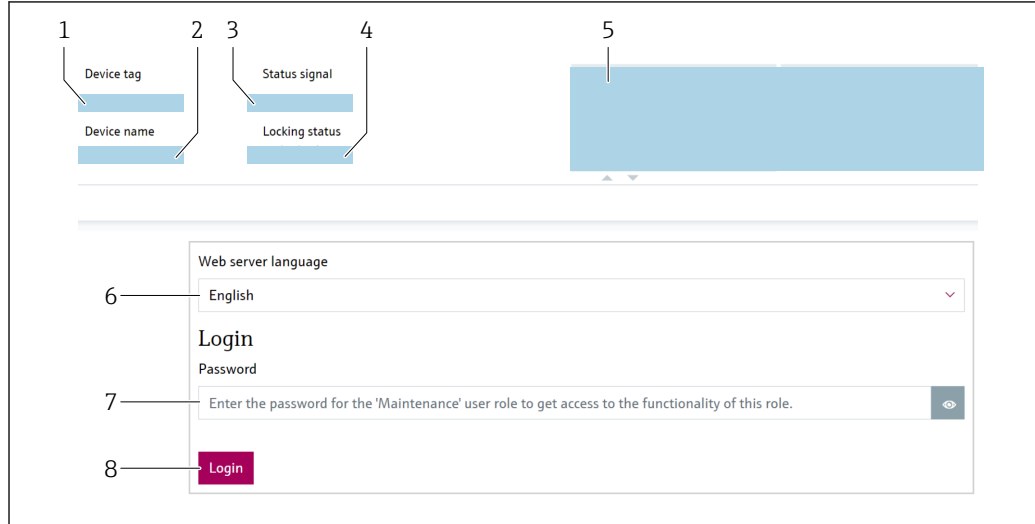 1 2 3 4 5
Device tag Status signal
Device name Locking status
Web server language
6 English
Login
Password
7 Enter the password for the 'Maintenance' user role to get access to the functionality of this role.
8 Login